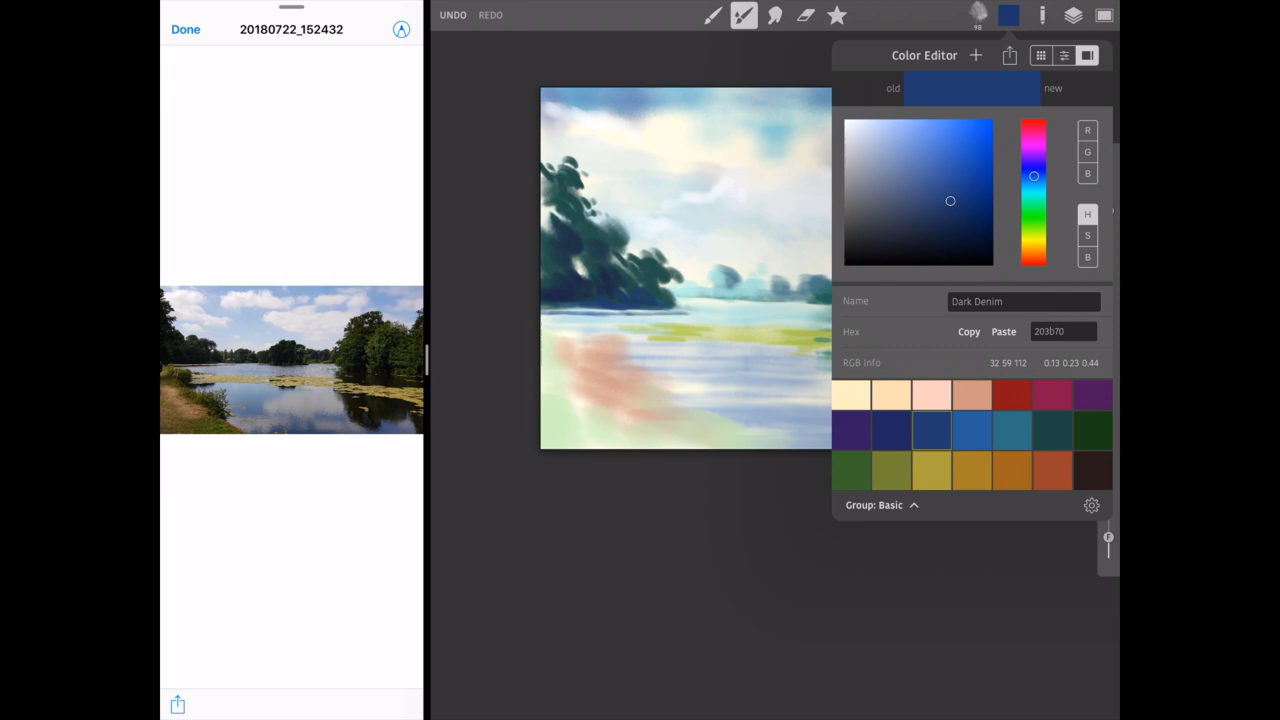 Done 20180722_152432
UNDO REDO
98
Color Editor
old new
R
G
B
H
S
B
Name Dark Denim
Hex Copy Paste 203b70
RGB Info 32 59 112 0.13 0.23 0.44
Group: Basic
F